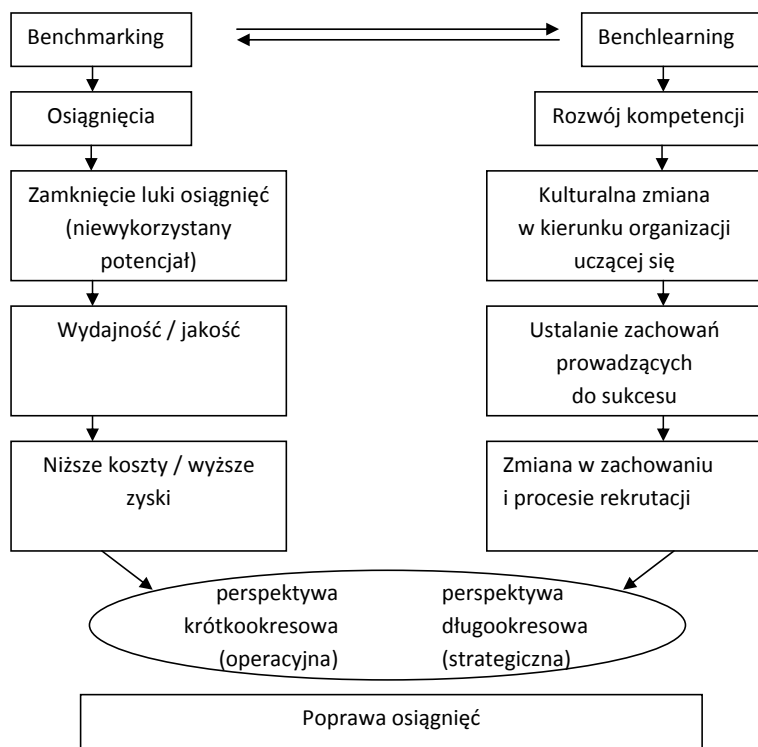 Benchmarking
Benchlearning
Osiągnięcia
Rozwój kompetencji
Zamknięcie luki osiągnięć
(niewykorzystany
potencjał)
Kulturalna zmiana
w kierunku organizacji
uczącej się
Wydajność / jakość
Ustalanie zachowań
prowadzących
do sukcesu
Niższe koszty / wyższe
zyski
Zmiana w zachowaniu
i procesie rekrutacji
perspektywa
krótkookresowa
(operacyjna)
perspektywa
długookresowa
(strategiczna)
Poprawa osiągnięć